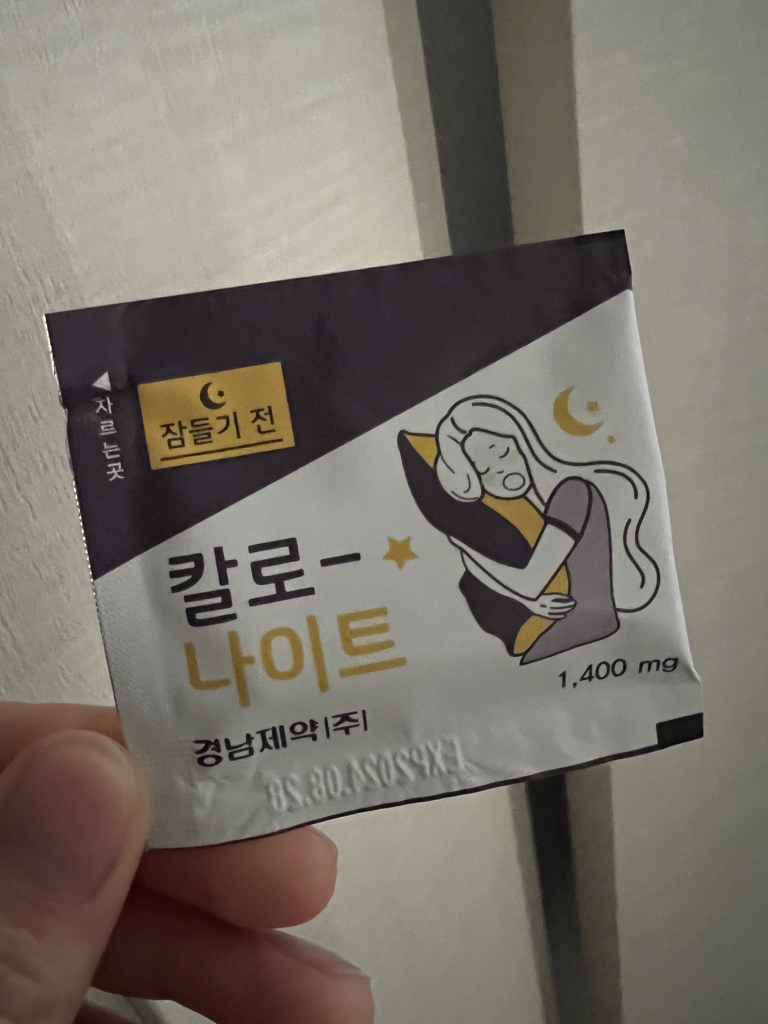 자르는곳
잠들기 전
칼로-
나이트
1,400 mg
경남제약(주)
EXP2024.08.28